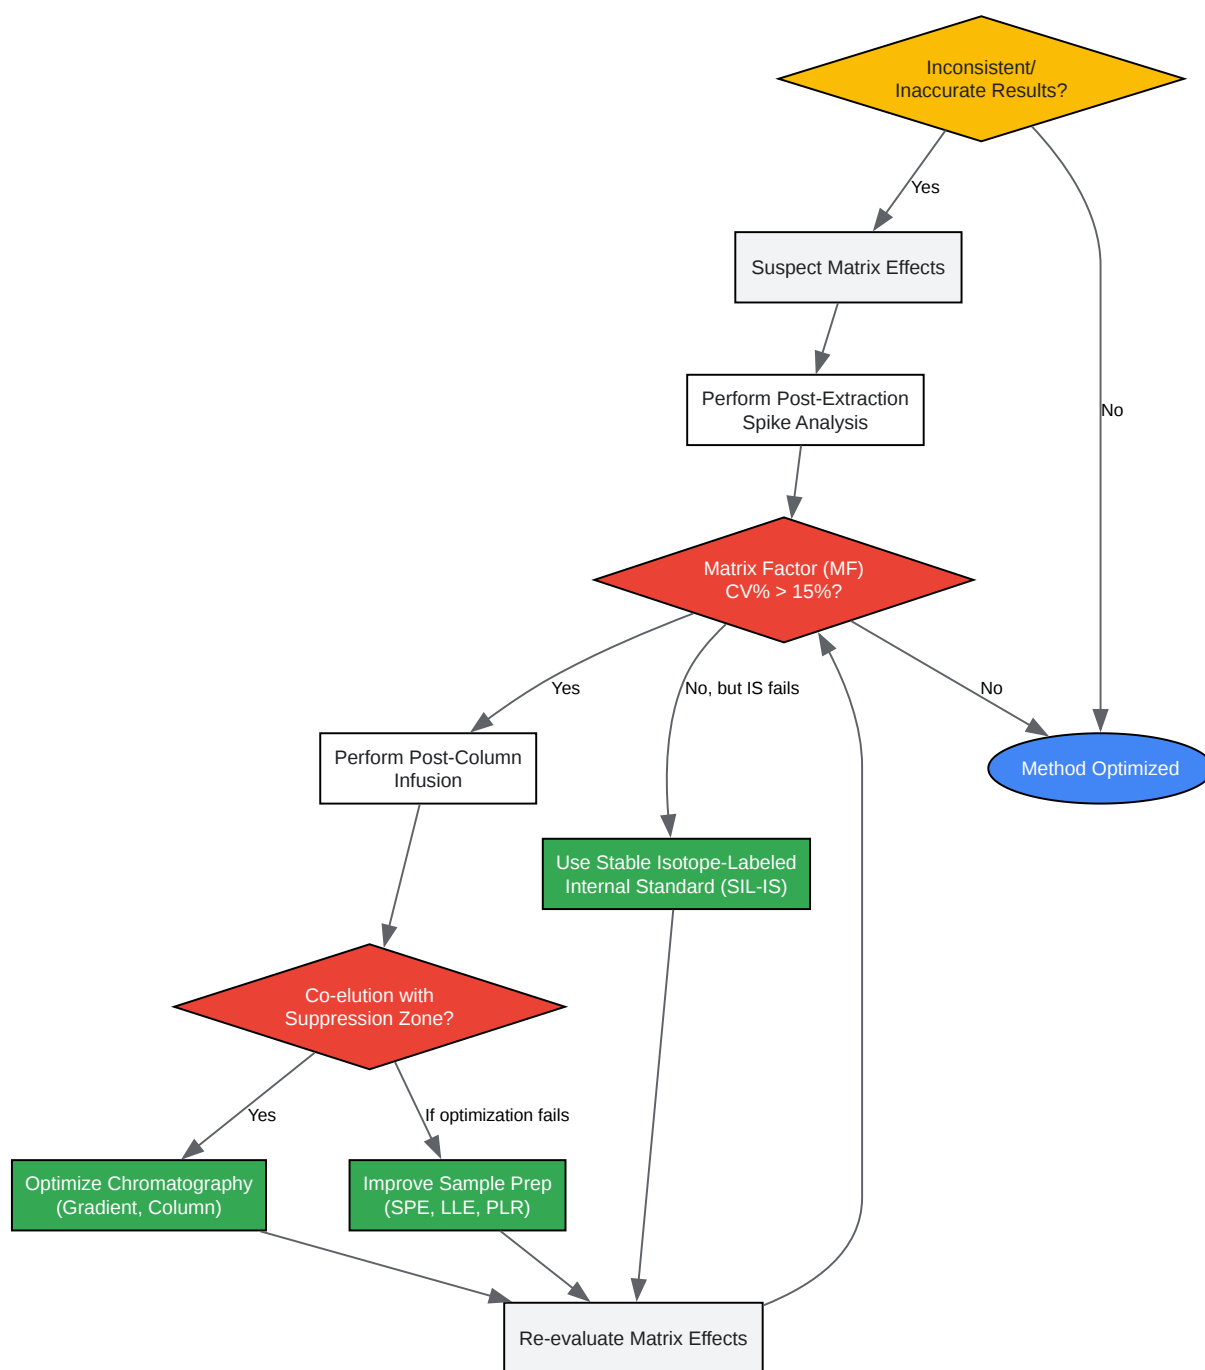 Inconsistent/
Inaccurate Results?
Yes
Suspect Matrix Effects
Perform Post-Extraction
Spike Analysis
No
Matrix Factor (MF)
CV% > 15%?
Yes
No, but IS fails
No
Perform Post-Column
Infusion
Method Optimized
Use Stable Isotope-Labeled
Internal Standard (SIL-IS)
Co-elution with
Suppression Zone?
Yes
If optimization fails
Optimize Chromatography
(Gradient, Column)
Improve Sample Prep
(SPE, LLE, PLR)
Re-evaluate Matrix Effects